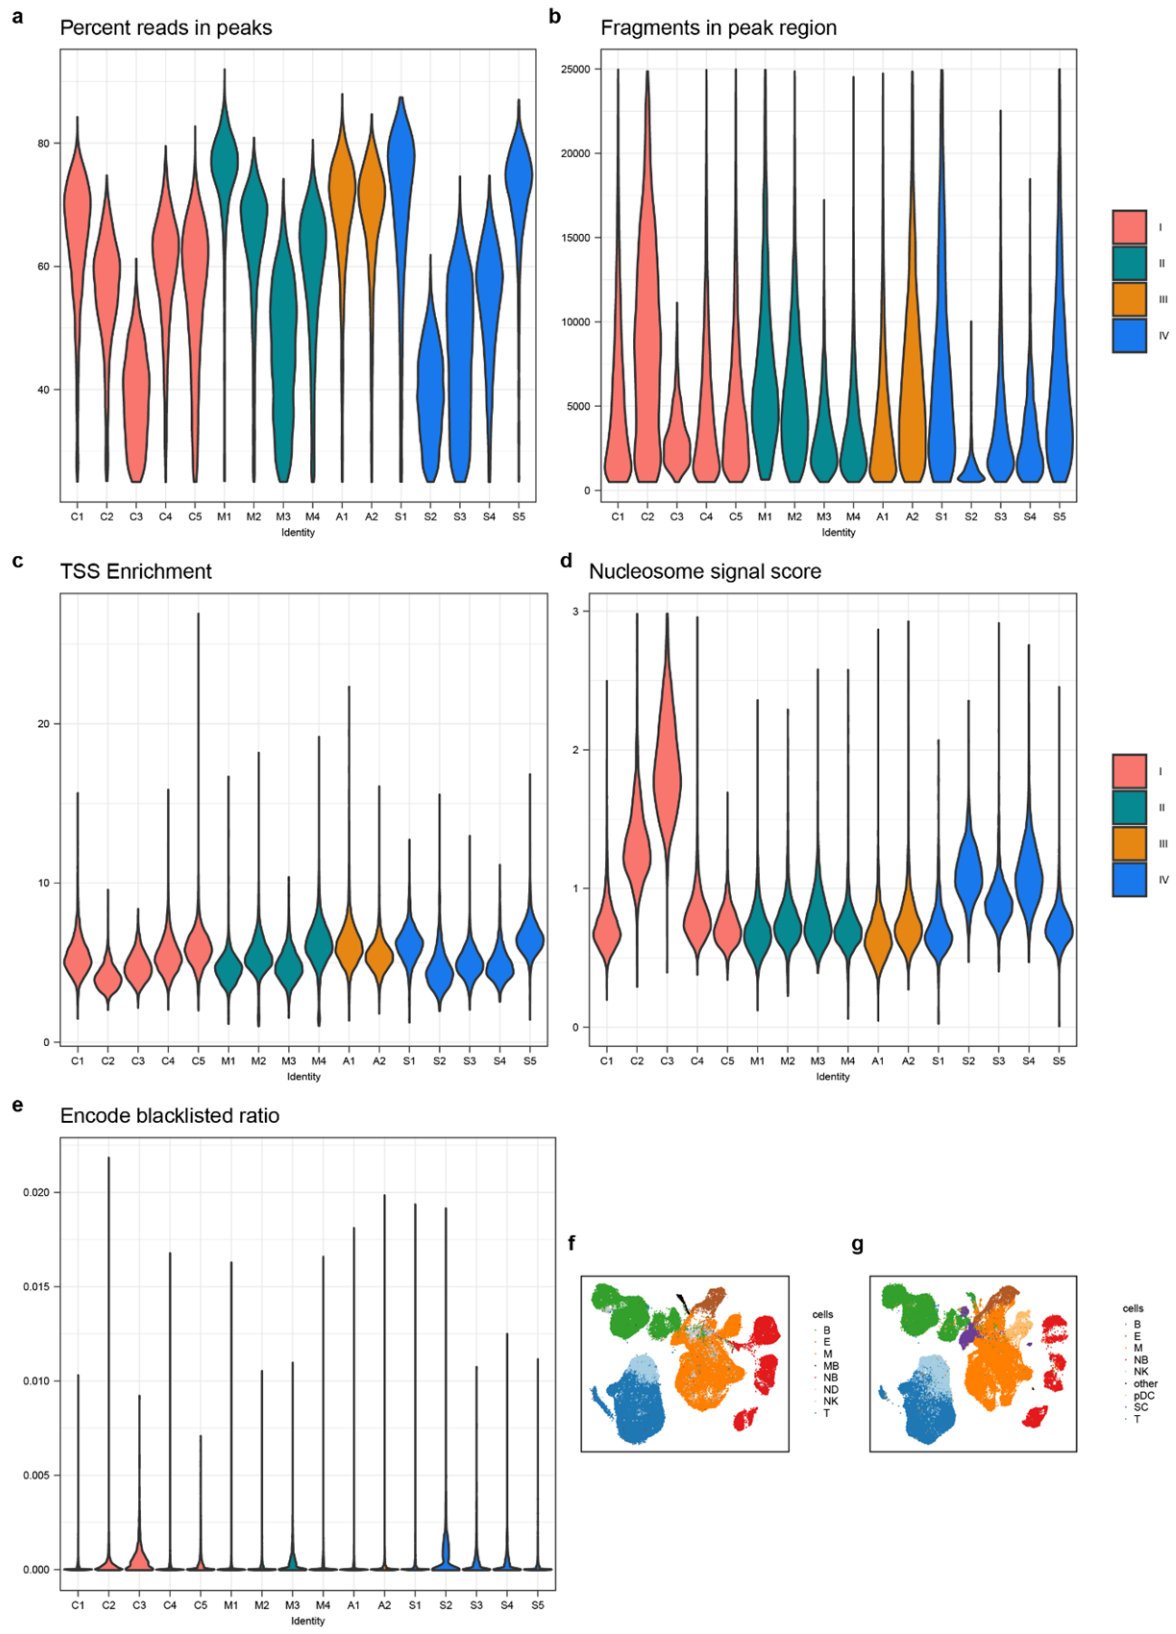 a
Percent reads in peaks
80
60
40
C1 C2 C3 C4 C5 M1 M2 M3 M4 A1 A2 S1 S2 S3 S4 S5
Identity
b
Fragments in peak region
25000
20000
15000
10000
5000
0
C1 C2 C3 C4 C5 M1 M2 M3 M4 A1 A2 S1 S2 S3 S4 S5
Identity
I
II
III
IV
c
TSS Enrichment
20
10
0
C1 C2 C3 C4 C5 M1 M2 M3 M4 A1 A2 S1 S2 S3 S4 S5
Identity
d
Nucleosome signal score
3
2
1
0
C1 C2 C3 C4 C5 M1 M2 M3 M4 A1 A2 S1 S2 S3 S4 S5
Identity
I
II
III
IV
e
Encode blacklisted ratio
0.020
0.015
0.010
0.005
0.000
C1 C2 C3 C4 C5 M1 M2 M3 M4 A1 A2 S1 S2 S3 S4 S5
Identity
f
cells
B
E
M
MB
NB
ND
NK
T
g
cells
B
E
M
NB
NK
other
pDC
SC
T